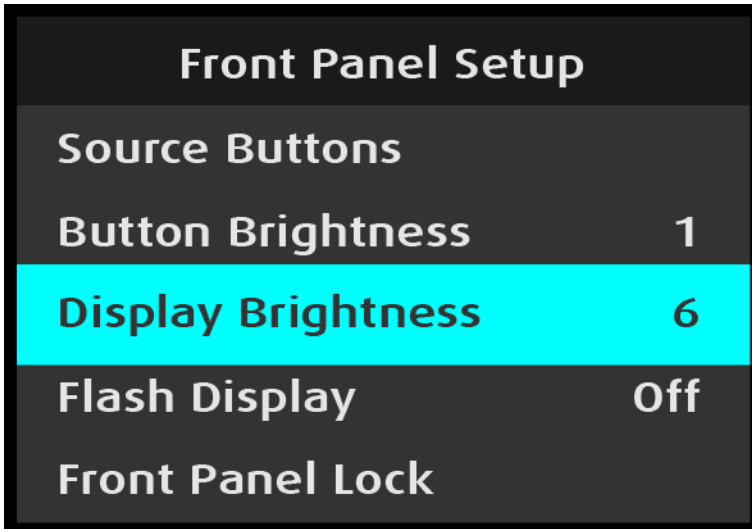 Front Panel Setup
Source Buttons
Button Brightness 1
Display Brightness 6
Flash Display Off
Front Panel Lock